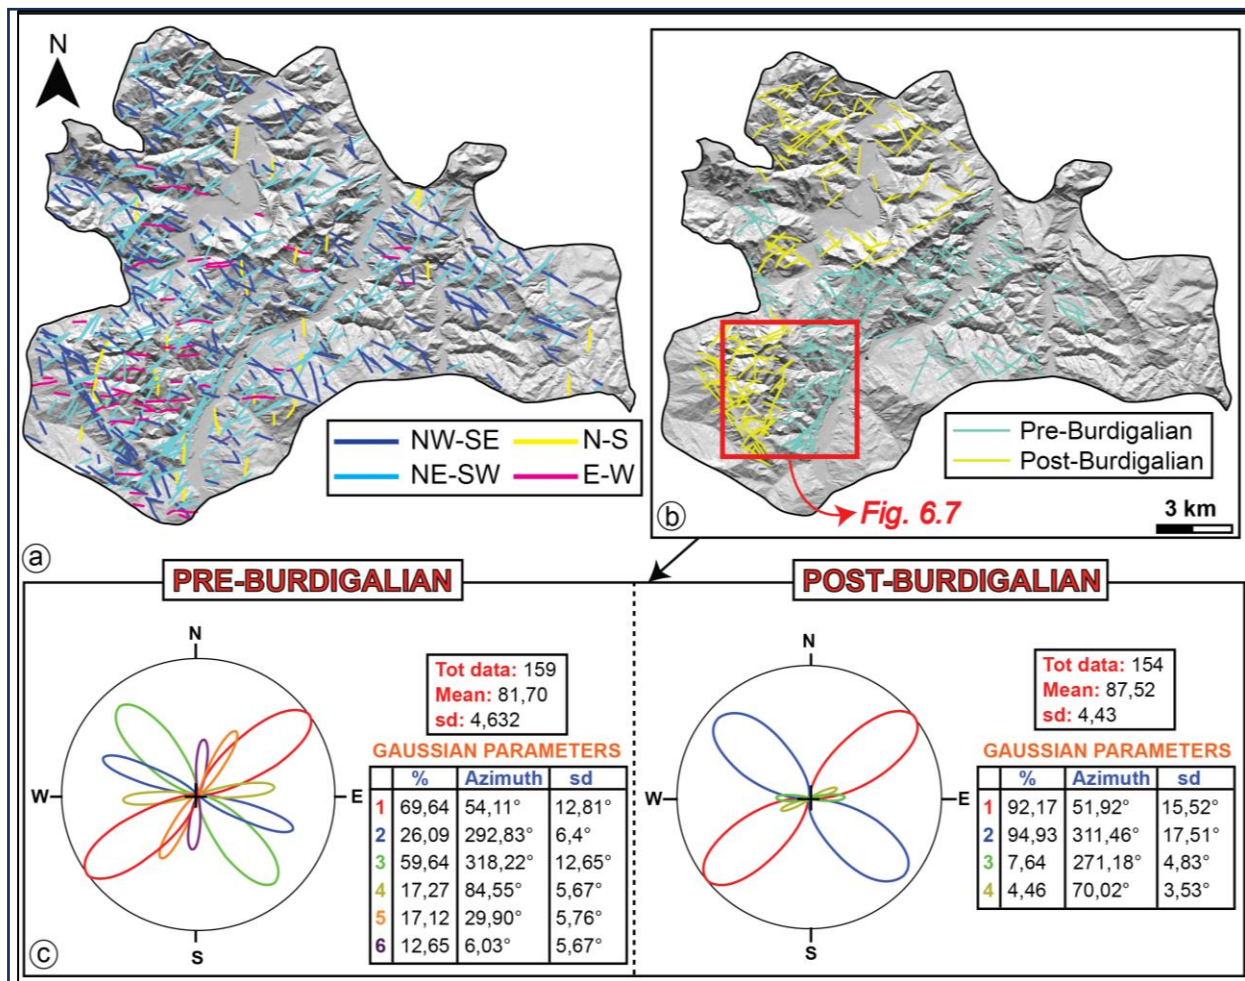 N
NW-SE N-S
NE-SW E-W
a
Pre-Burdigalian
Post-Burdigalian
Fig. 6.7
3 km
b
PRE-BURDIGALIAN
N
W
E
S
Tot data: 159
Mean: 81,70
sd: 4,632
GAUSSIAN PARAMETERS
% Azimuth sd
1 69,64 54,11° 12,81°
2 26,09 292,83° 6,4°
3 59,64 318,22° 12,65°
4 17,27 84,55° 5,67°
5 17,12 29,90° 5,76°
6 12,65 6,03° 5,67°
c
POST-BURDIGALIAN
N
W
E
S
Tot data: 154
Mean: 87,52
sd: 4,43
GAUSSIAN PARAMETERS
% Azimuth sd
1 92,17 51,92° 15,52°
2 94,93 311,46° 17,51°
3 7,64 271,18° 4,83°
4 4,46 70,02° 3,53°